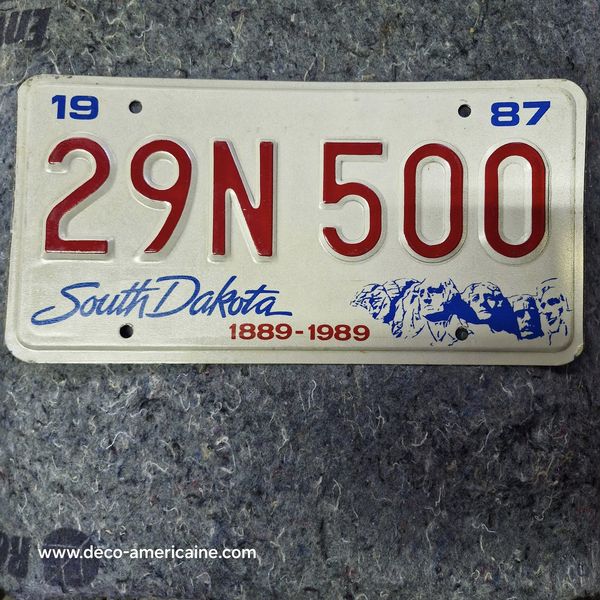 19 87
29N 500
South Dakota
1889-1989
www.deco-americaine.com